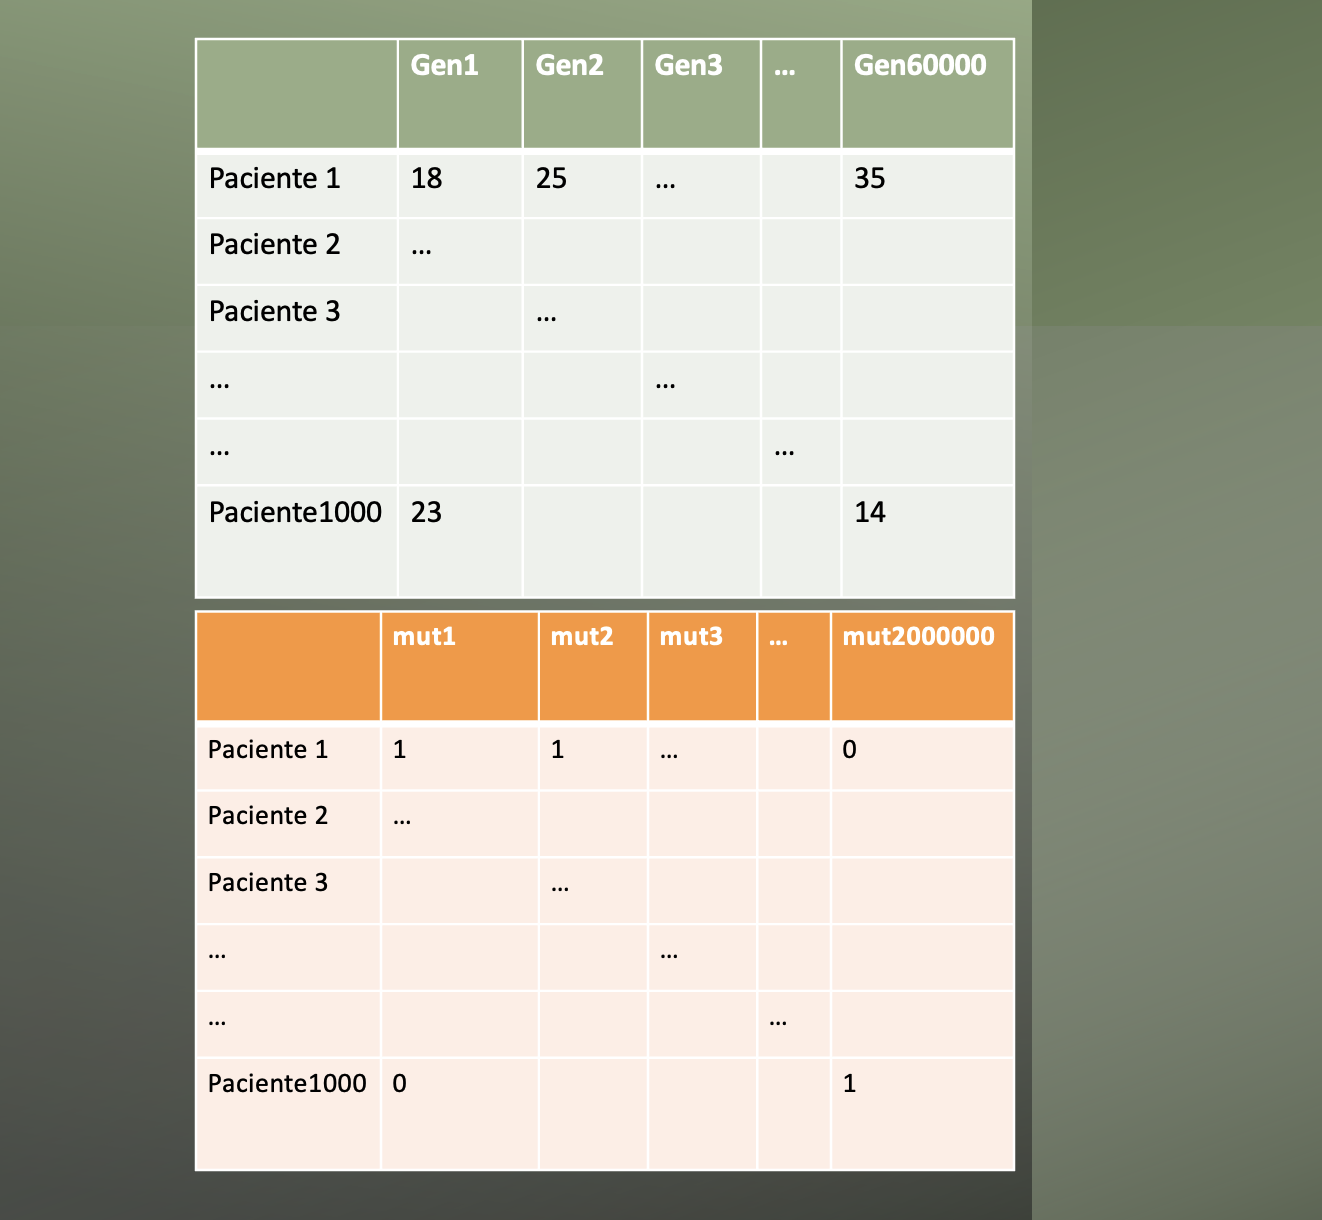 Gen1 Gen2 Gen3 ... Gen60000
Paciente 1 18 25 ... 35
Paciente 2 ...
Paciente 3 ...
... ...
... ...
Paciente1000 23 14
mut1 mut2 mut3 ... mut2000000
Paciente 1 1 1 ... 0
Paciente 2 ...
Paciente 3 ...
... ...
... ...
Paciente1000 0 1